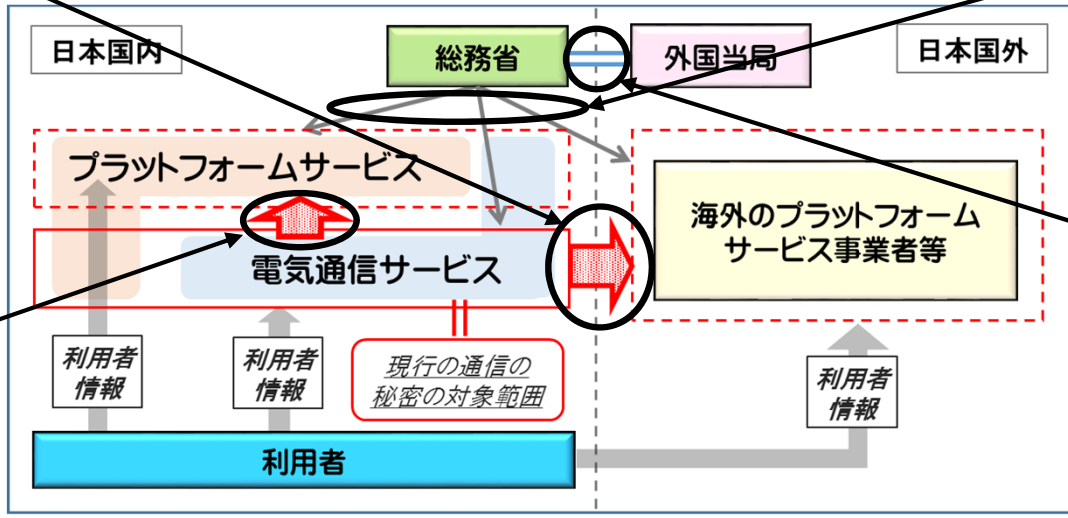 日本国内
総務省
外国当局
日本国外
プラットフォームサービス
電気通信サービス
海外のプラットフォーム
サービス事業者等
利用者
情報
利用者
情報
現行の通信の
秘密の対象範囲
利用者
情報
利用者